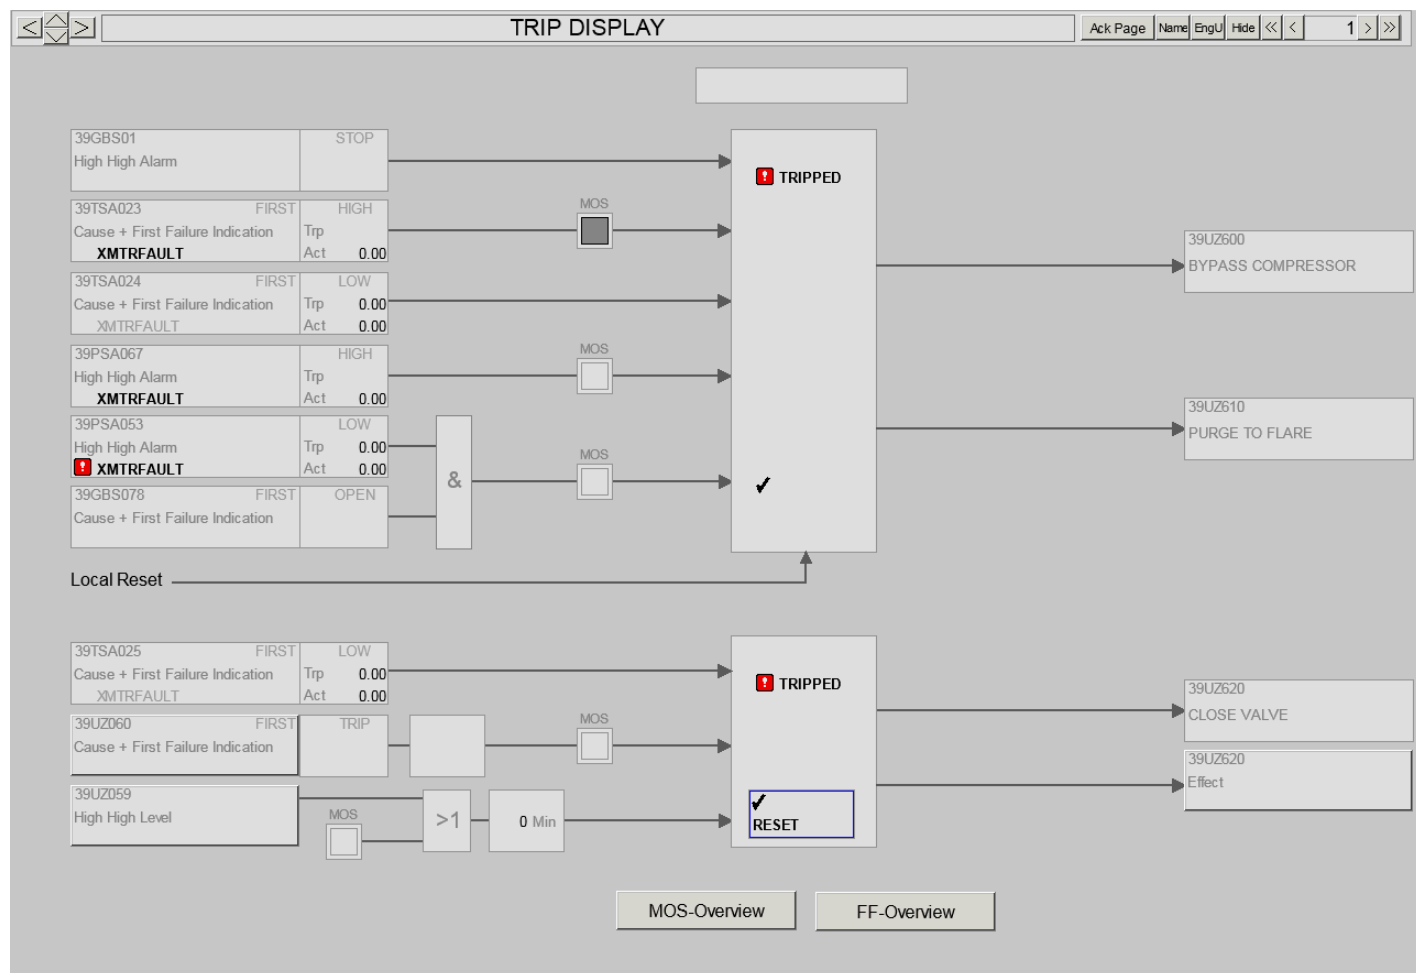 TRIP DISPLAY
Ack Page Name EngU Hide << < 1 > >>
39GBS01 STOP
High High Alarm
TRIPPED
39TSA023 FIRST HIGH
MOS
Cause + First Failure Indication Trp
XMTRFAULT Act 0.00
39UZ600
BYPASS COMPRESSOR
39TSA024 FIRST LOW
Cause + First Failure Indication Trp 0.00
XMTRFAULT Act 0.00
39PSA067 HIGH
MOS
High High Alarm Trp
XMTRFAULT Act 0.00
39UZ610
PURGE TO FLARE
39PSA053 LOW
High High Alarm Trp 0.00
XMTRFAULT Act 0.00
MOS
&
39GBS078 FIRST OPEN
Cause + First Failure Indication
Local Reset
39TSA025 FIRST LOW
Cause + First Failure Indication Trp 0.00
XMTRFAULT Act 0.00
TRIPPED
39UZ620
CLOSE VALVE
39UZ060 FIRST TRIP
MOS
Cause + First Failure Indication
39UZ620
Effect
39UZ059
High High Level
MOS
>1
0 Min
RESET
MOS-Overview FF-Overview